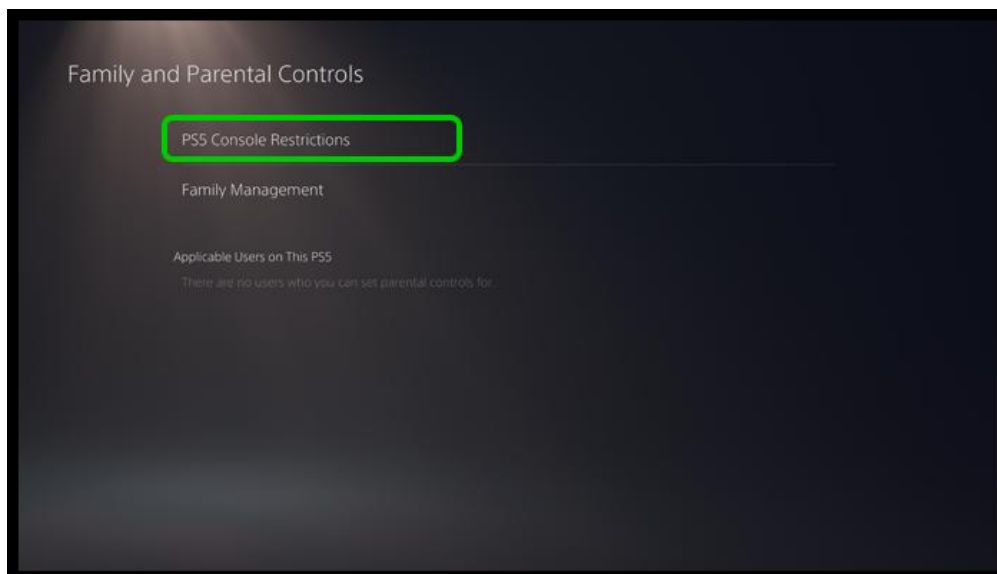 Family and Parental Controls
PS5 Console Restrictions
Family Management
Applicable Users on This PS5
There are no users who you can set parental controls for.